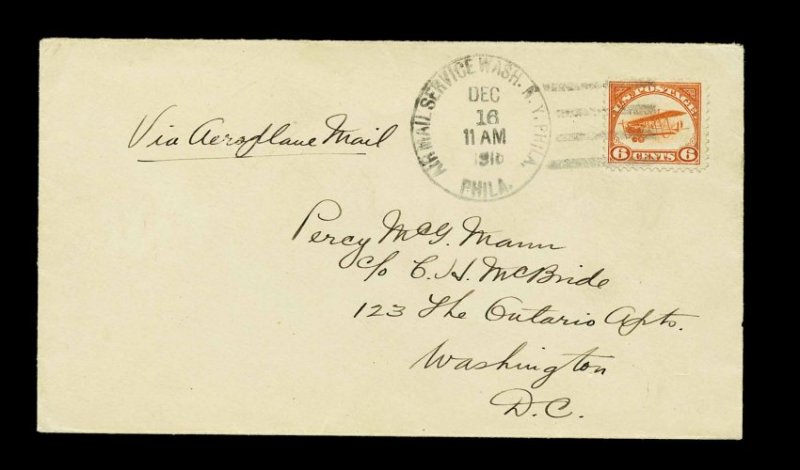 Via Aeroplane Mail
AIR MAIL SERVICE WASH. N.Y. PHILA.
DEC
16
11 AM
1918
PHILA.
U.S. POSTAGE
6 CENTS 6
Percy McG. Mann
c/o C. H. McBride
123 The Ontario Apts.
Washington
D.C.